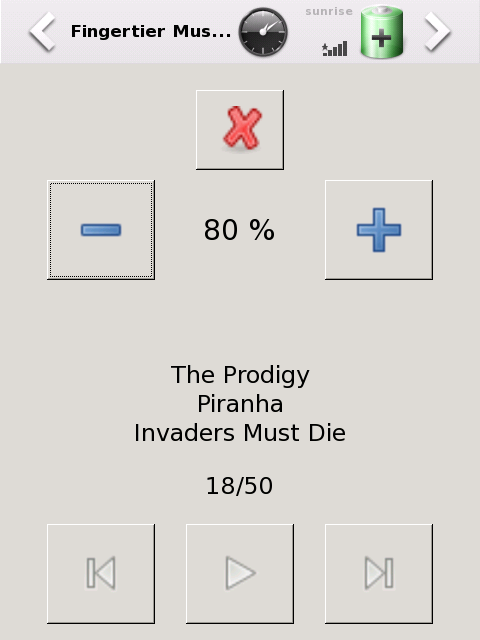 Fingertier Mus...
sunrise
80 %
The Prodigy
Piranha
Invaders Must Die
18/50